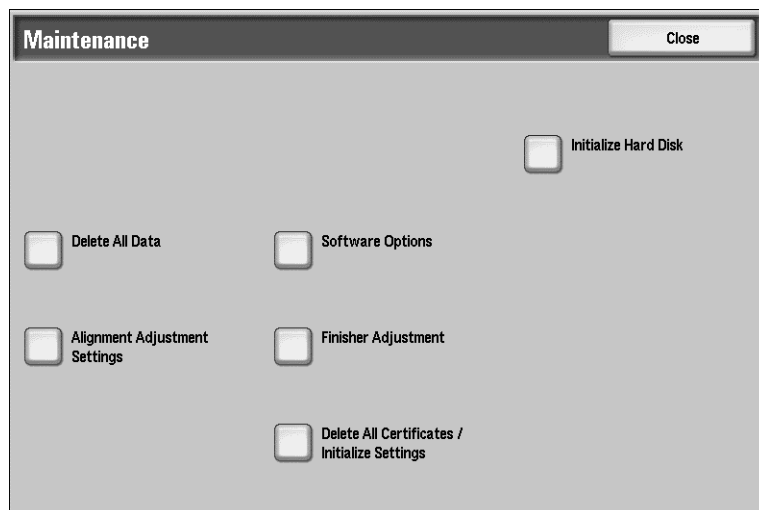 Maintenance
Close
Initialize Hard Disk
Delete All Data
Software Options
Alignment Adjustment
Settings
Finisher Adjustment
Delete All Certificates /
Initialize Settings